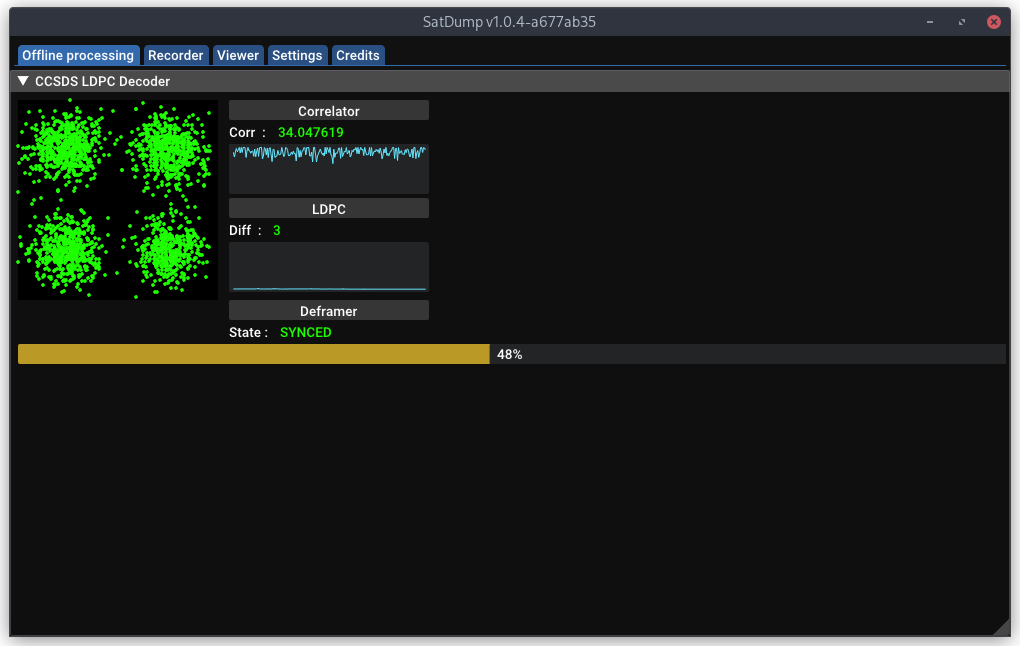 SatDump v1.0.4-a677ab35
Offline processing Recorder Viewer Settings Credits
CCSDS LDPC Decoder
Correlator
Corr : 34.047619
LDPC
Diff : 3
Deframer
State : SYNCED
48%